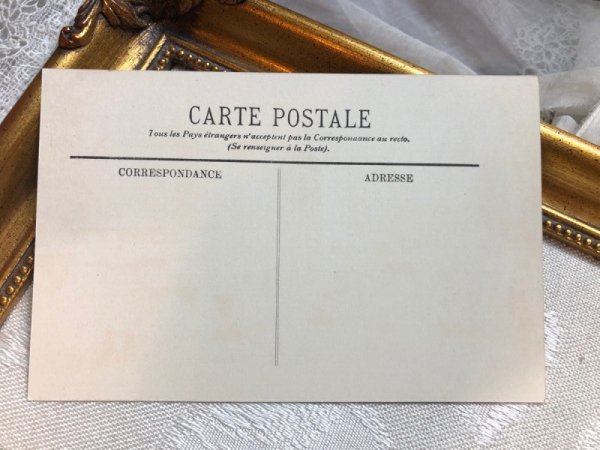 CARTE POSTALE
Tous les Pays étrangers n'acceptent pas la Correspondance au recto.
(Se renseigner à la Poste).
CORRESPONDANCE
ADRESSE